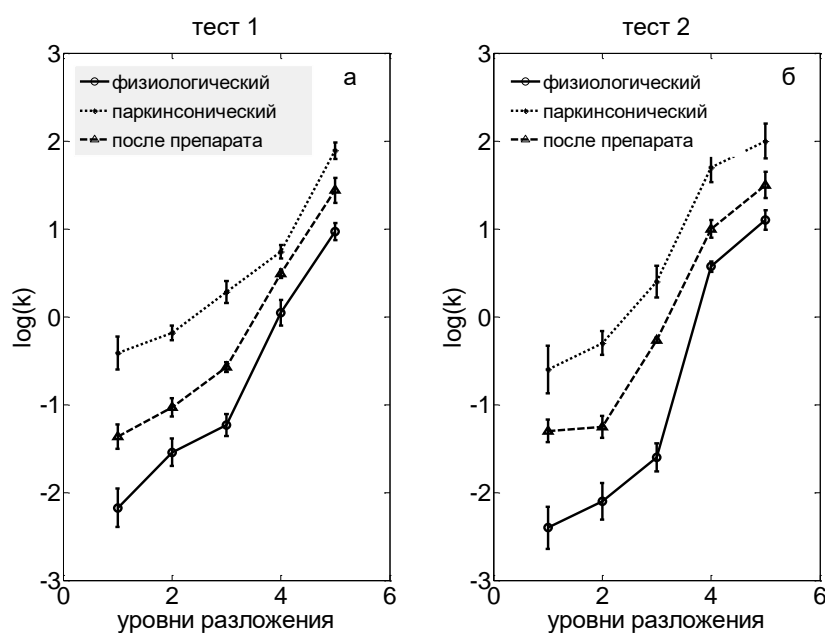 тест 1
3
2
1
0
-1
-2
-3
0
2
4
6
log(k)
уровни разложения
а
физиологический
паркинсонический
после препарата
тест 2
3
2
1
0
-1
-2
-3
0
2
4
6
log(k)
уровни разложения
б
физиологический
паркинсонический
после препарата